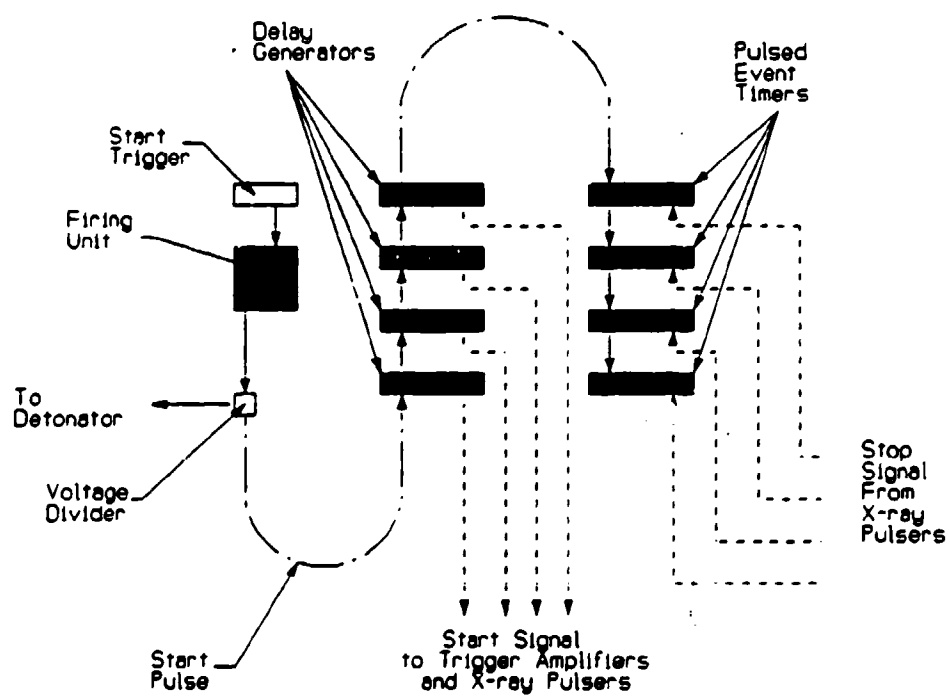 Delay
Generators
Pulsed
Event
Timers
Start
Trigger
Firing
Unit
To
Detonator
Voltage
Divider
Stop
Signal
From
X-ray
Pulsers
Start
Pulse
Start Signal
to Trigger Amplifiers
and X-ray Pulsers